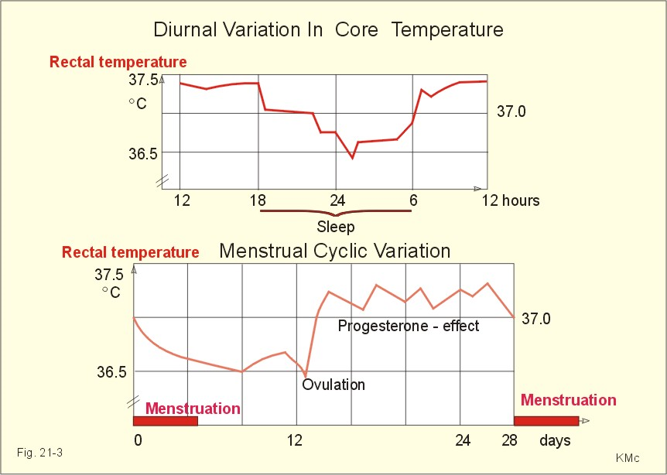 Diurnal Variation In Core Temperature
Rectal temperature
37.5
°C
37.0
36.5
12 18 24 6 12 hours
Sleep
Rectal temperature
Menstrual Cyclic Variation
37.5
°C
37.0
Progesterone - effect
36.5
Ovulation
Menstruation
Menstruation
0 12 24 28 days
Fig. 21-3
KMc